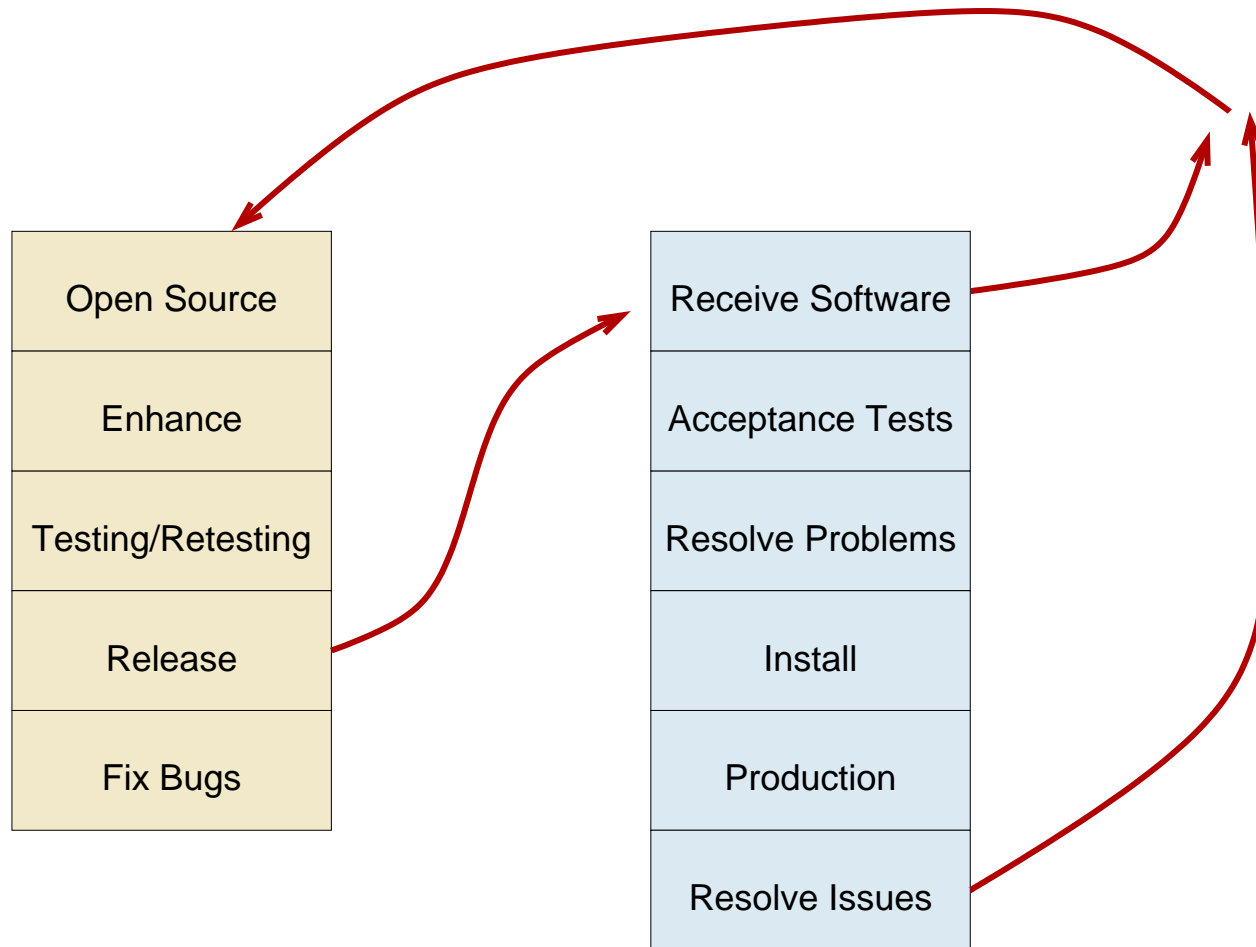 Open Source
Enhance
Testing/Retesting
Release
Fix Bugs
Receive Software
Acceptance Tests
Resolve Problems
Install
Production
Resolve Issues